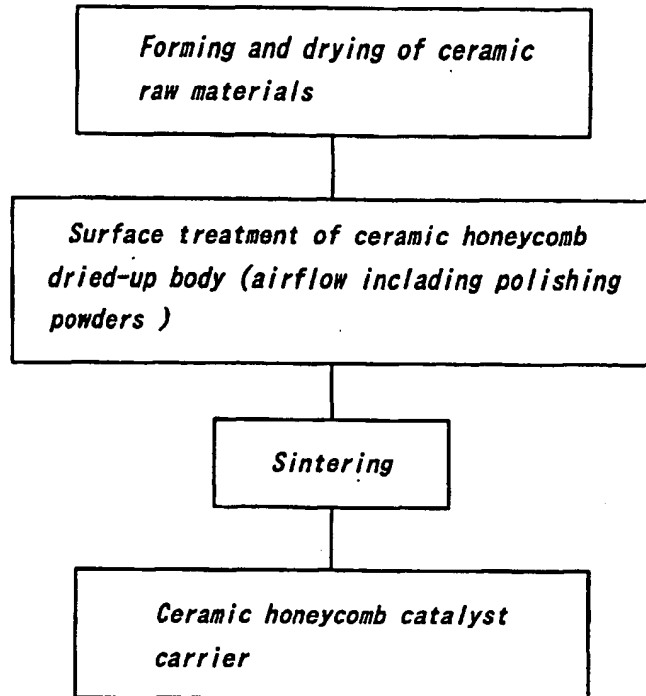 Forming and drying of ceramic
raw materials
Surface treatment of ceramic honeycomb
dried-up body (airflow including polishing
powders )
Sintering
Ceramic honeycomb catalyst
carrier